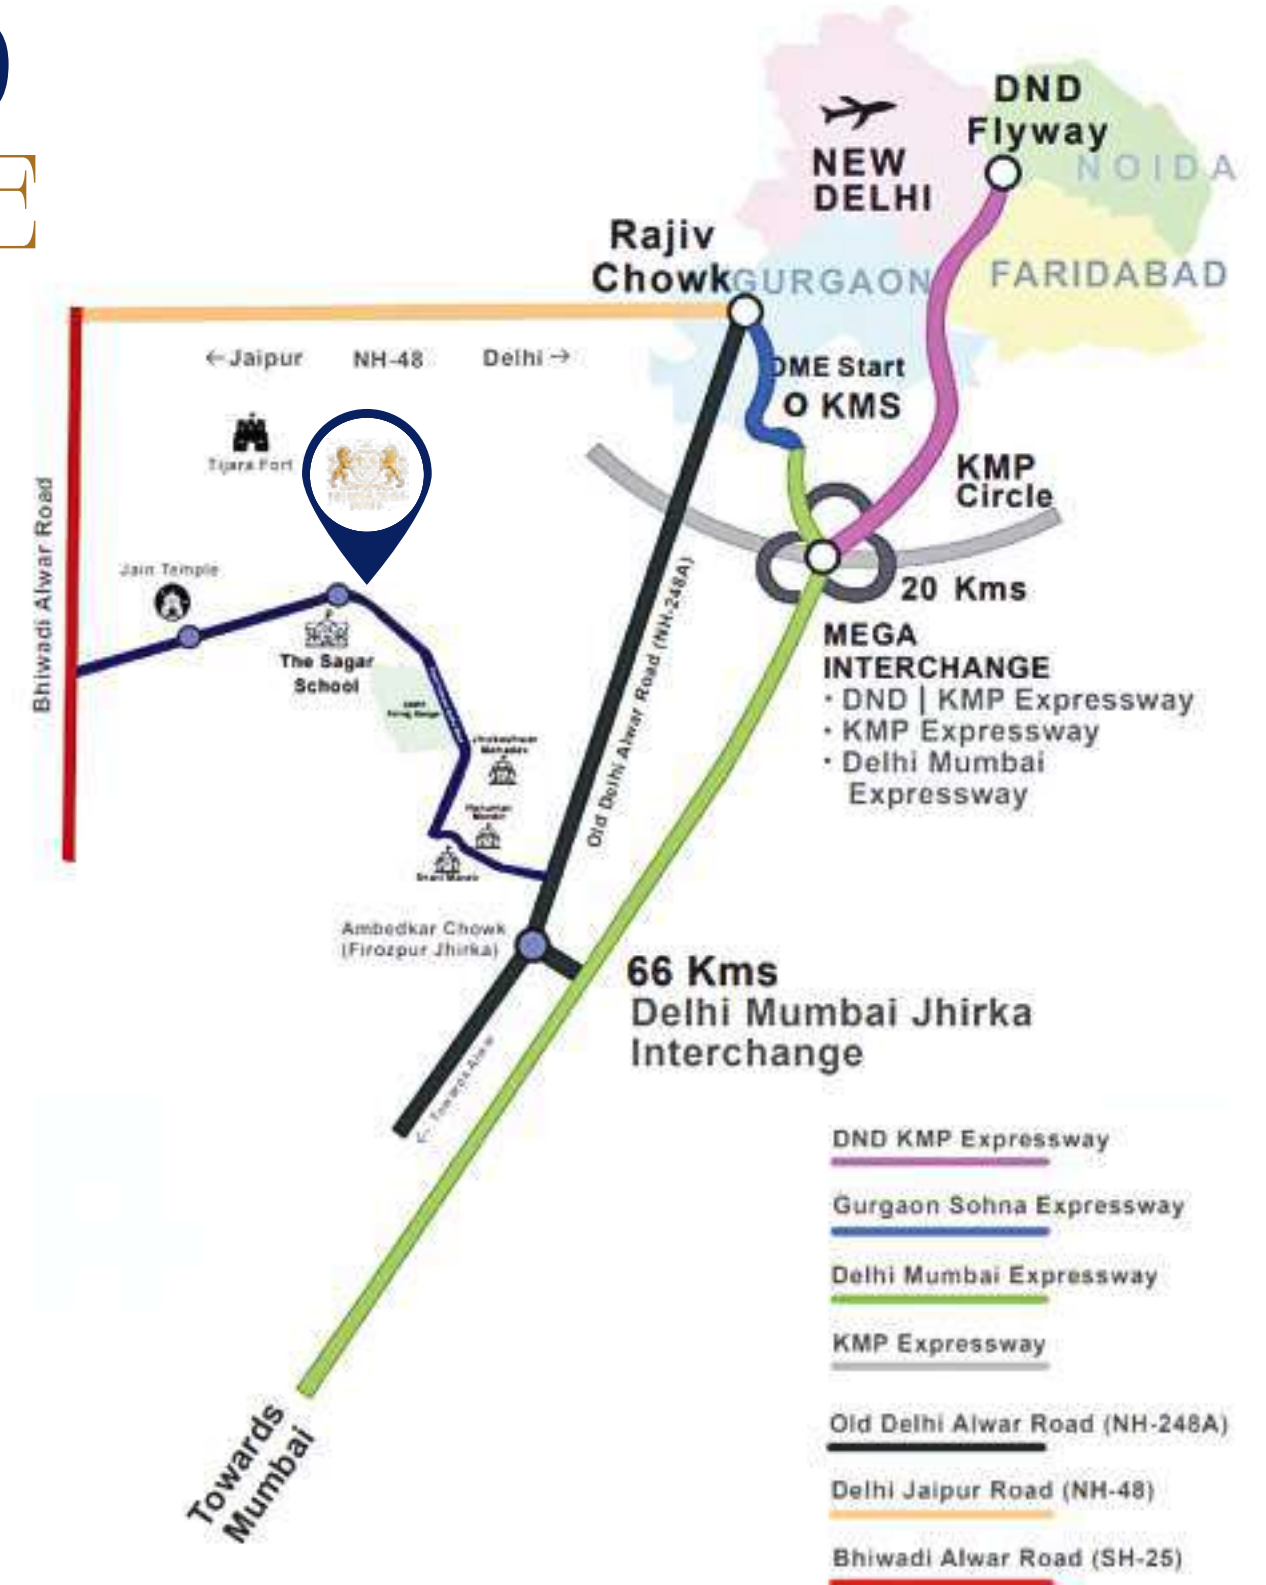 E
DND
Flyway
NEW
DELHI
NOIDA
Rajiv
Chowk
GURGAON
FARIDABAD
←Jaipur NH-48 Delhi→
DME Start
O KMS
Tijara Fort
KMP
Circle
Bhiwadi Alwar Road
Jain Temple
20 Kms
Old Delhi Alwar Road (NH-248A)
MEGA
INTERCHANGE
· DND | KMP Expressway
· KMP Expressway
· Delhi Mumbai
Expressway
The Sagar
School
Ambedkar Chowk
(Firozpur Jhirka)
66 Kms
Delhi Mumbai Jhirka
Interchange
← Towards Alwar
Towards
Mumbai
DND KMP Expressway
Gurgaon Sohna Expressway
Delhi Mumbai Expressway
KMP Expressway
Old Delhi Alwar Road (NH-248A)
Delhi Jaipur Road (NH-48)
Bhiwadi Alwar Road (SH-25)